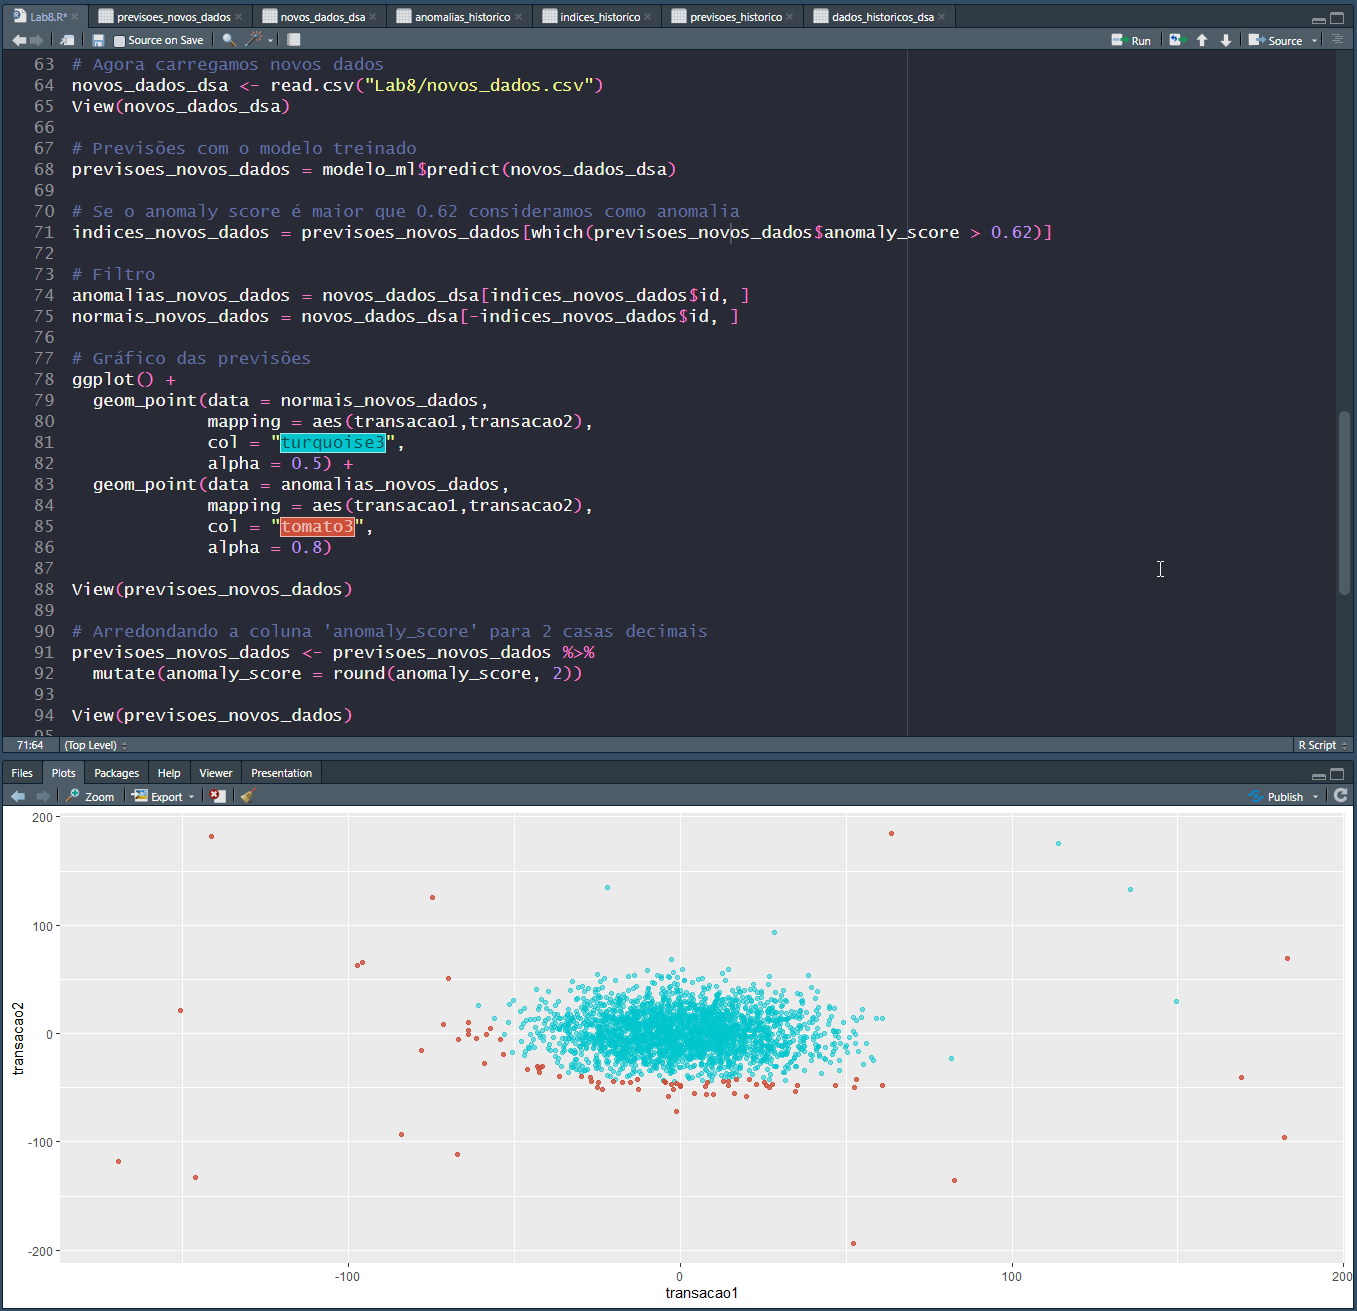 Lab8.R* previsoes_novos_dados novos_dados_dsa anomalias_historico indices_historico previsoes_historico dados_historicos_dsa
Source on Save Run Source
63 # Agora carregamos novos dados
64 novos_dados_dsa <- read.csv("Lab8/novos_dados.csv")
65 View(novos_dados_dsa)
66
67 # Previsões com o modelo treinado
68 previsoes_novos_dados = modelo_ml$predict(novos_dados_dsa)
69
70 # Se o anomaly score é maior que 0.62 consideramos como anomalia
71 indices_novos_dados = previsoes_novos_dados[which(previsoes_novos_dados$anomaly_score > 0.62)]
72
73 # Filtro
74 anomalias_novos_dados = novos_dados_dsa[indices_novos_dados$id, ]
75 normais_novos_dados = novos_dados_dsa[-indices_novos_dados$id, ]
76
77 # Gráfico das previsões
78 ggplot() +
79 geom_point(data = normais_novos_dados,
80 mapping = aes(transacao1,transacao2),
81 col = "turquoise3",
82 alpha = 0.5) +
83 geom_point(data = anomalias_novos_dados,
84 mapping = aes(transacao1,transacao2),
85 col = "tomato3",
86 alpha = 0.8)
87
88 View(previsoes_novos_dados)
89
90 # Arredondando a coluna 'anomaly_score' para 2 casas decimais
91 previsoes_novos_dados <- previsoes_novos_dados %>%
92 mutate(anomaly_score = round(anomaly_score, 2))
93
94 View(previsoes_novos_dados)
95
71:64 (Top Level) R Script
Files Plots Packages Help Viewer Presentation
Zoom Export Publish
200
100
0
-100
-200
transacao2
-100 0 100 200
transacao1